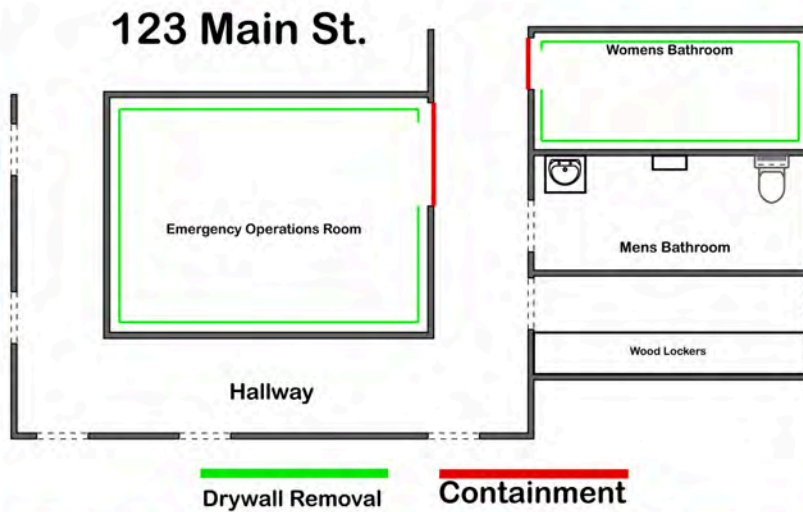 123 Main St.
Womens Bathroom
Emergency Operations Room
Mens Bathroom
Wood Lockers
Hallway
Drywall Removal
Containment